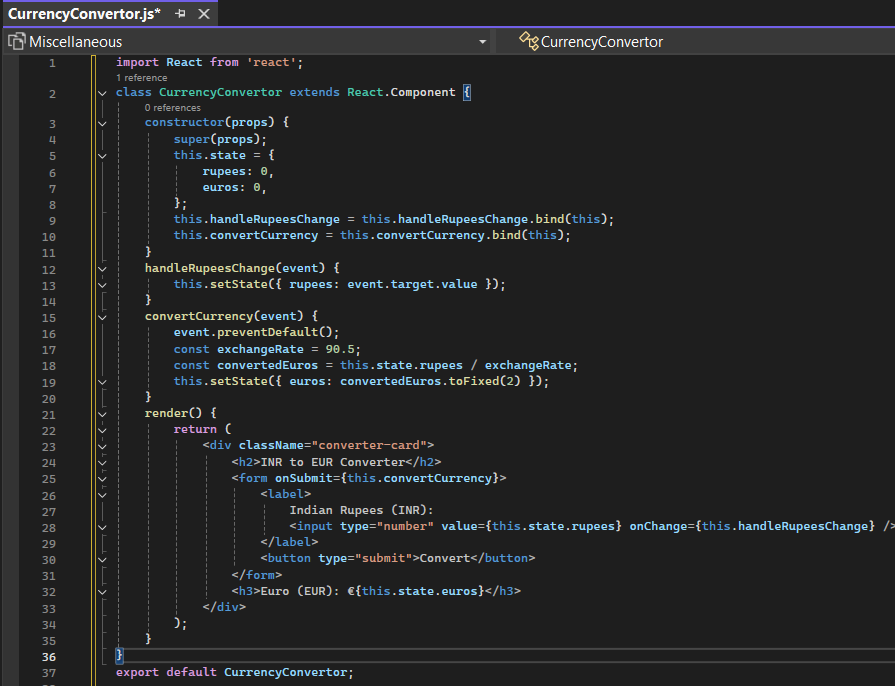 CurrencyConvertor.js*
Miscellaneous CurrencyConvertor
1 import React from 'react';
1 reference
2 class CurrencyConvertor extends React.Component {
0 references
3 constructor(props) {
4 super(props);
5 this.state = {
6 rupees: 0,
7 euros: 0,
8 };
9 this.handleRupeesChange = this.handleRupeesChange.bind(this);
10 this.convertCurrency = this.convertCurrency.bind(this);
11 }
12 handleRupeesChange(event) {
13 this.setState({ rupees: event.target.value });
14 }
15 convertCurrency(event) {
16 event.preventDefault();
17 const exchangeRate = 90.5;
18 const convertedEuros = this.state.rupees / exchangeRate;
19 this.setState({ euros: convertedEuros.toFixed(2) });
20 }
21 render() {
22 return (
23 <div className="converter-card">
24 <h2>INR to EUR Converter</h2>
25 <form onSubmit={this.convertCurrency}>
26 <label>
27 Indian Rupees (INR):
28 <input type="number" value={this.state.rupees} onChange={this.handleRupeesChange} />
29 </label>
30 <button type="submit">Convert</button>
31 </form>
32 <h3>Euro (EUR): €{this.state.euros}</h3>
33 </div>
34 );
35 }
36 }
37 export default CurrencyConvertor;